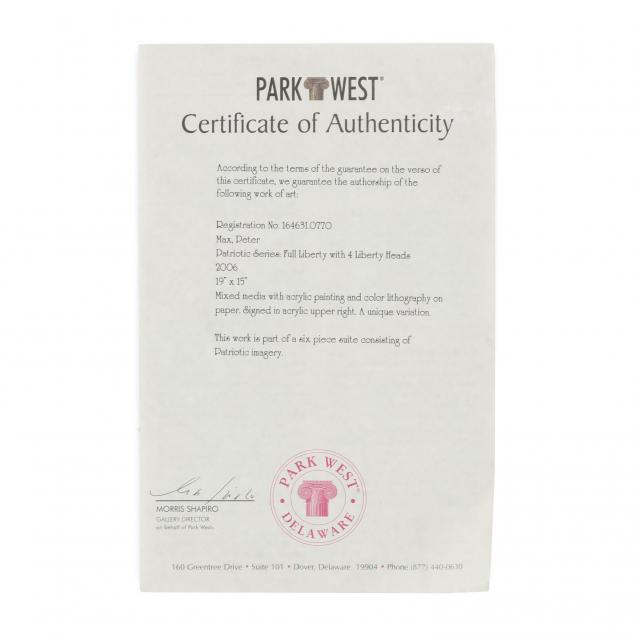 PARK WEST®
Certificate of Authenticity
According to the terms of the guarantee on the verso of
this certificate, we guarantee the authorship of the
following work of art:
Registration No: 164631.0770
Max, Peter
Patriotic Series: Full Liberty with 4 Liberty Heads
2006
19" x 15"
Mixed media with acrylic painting and color lithography on
paper. Signed in acrylic upper right. A unique variation.
This work is part of a six piece suite consisting of
Patriotic imagery.
MORRIS SHAPIRO
GALLERY DIRECTOR
on behalf of Park West®
PARK WEST®
DELAWARE
160 Greentree Drive • Suite 101 • Dover, Delaware 19904 • Phone (877) 440-0630